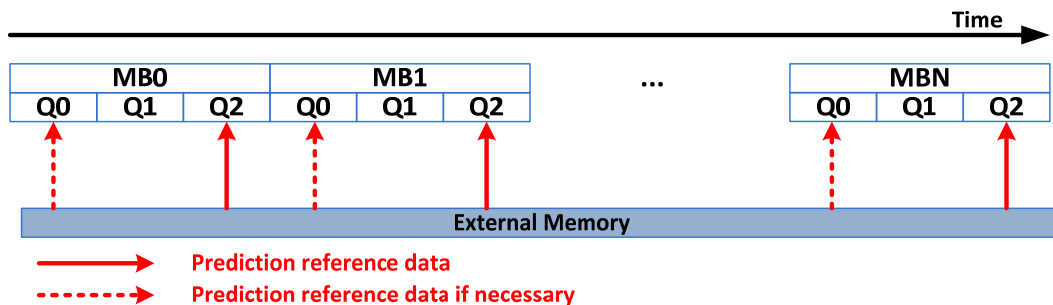 Time
MB0 MB1 ... MBN
Q0 Q1 Q2 Q0 Q1 Q2 Q0 Q1 Q2
External Memory
Prediction reference data
Prediction reference data if necessary